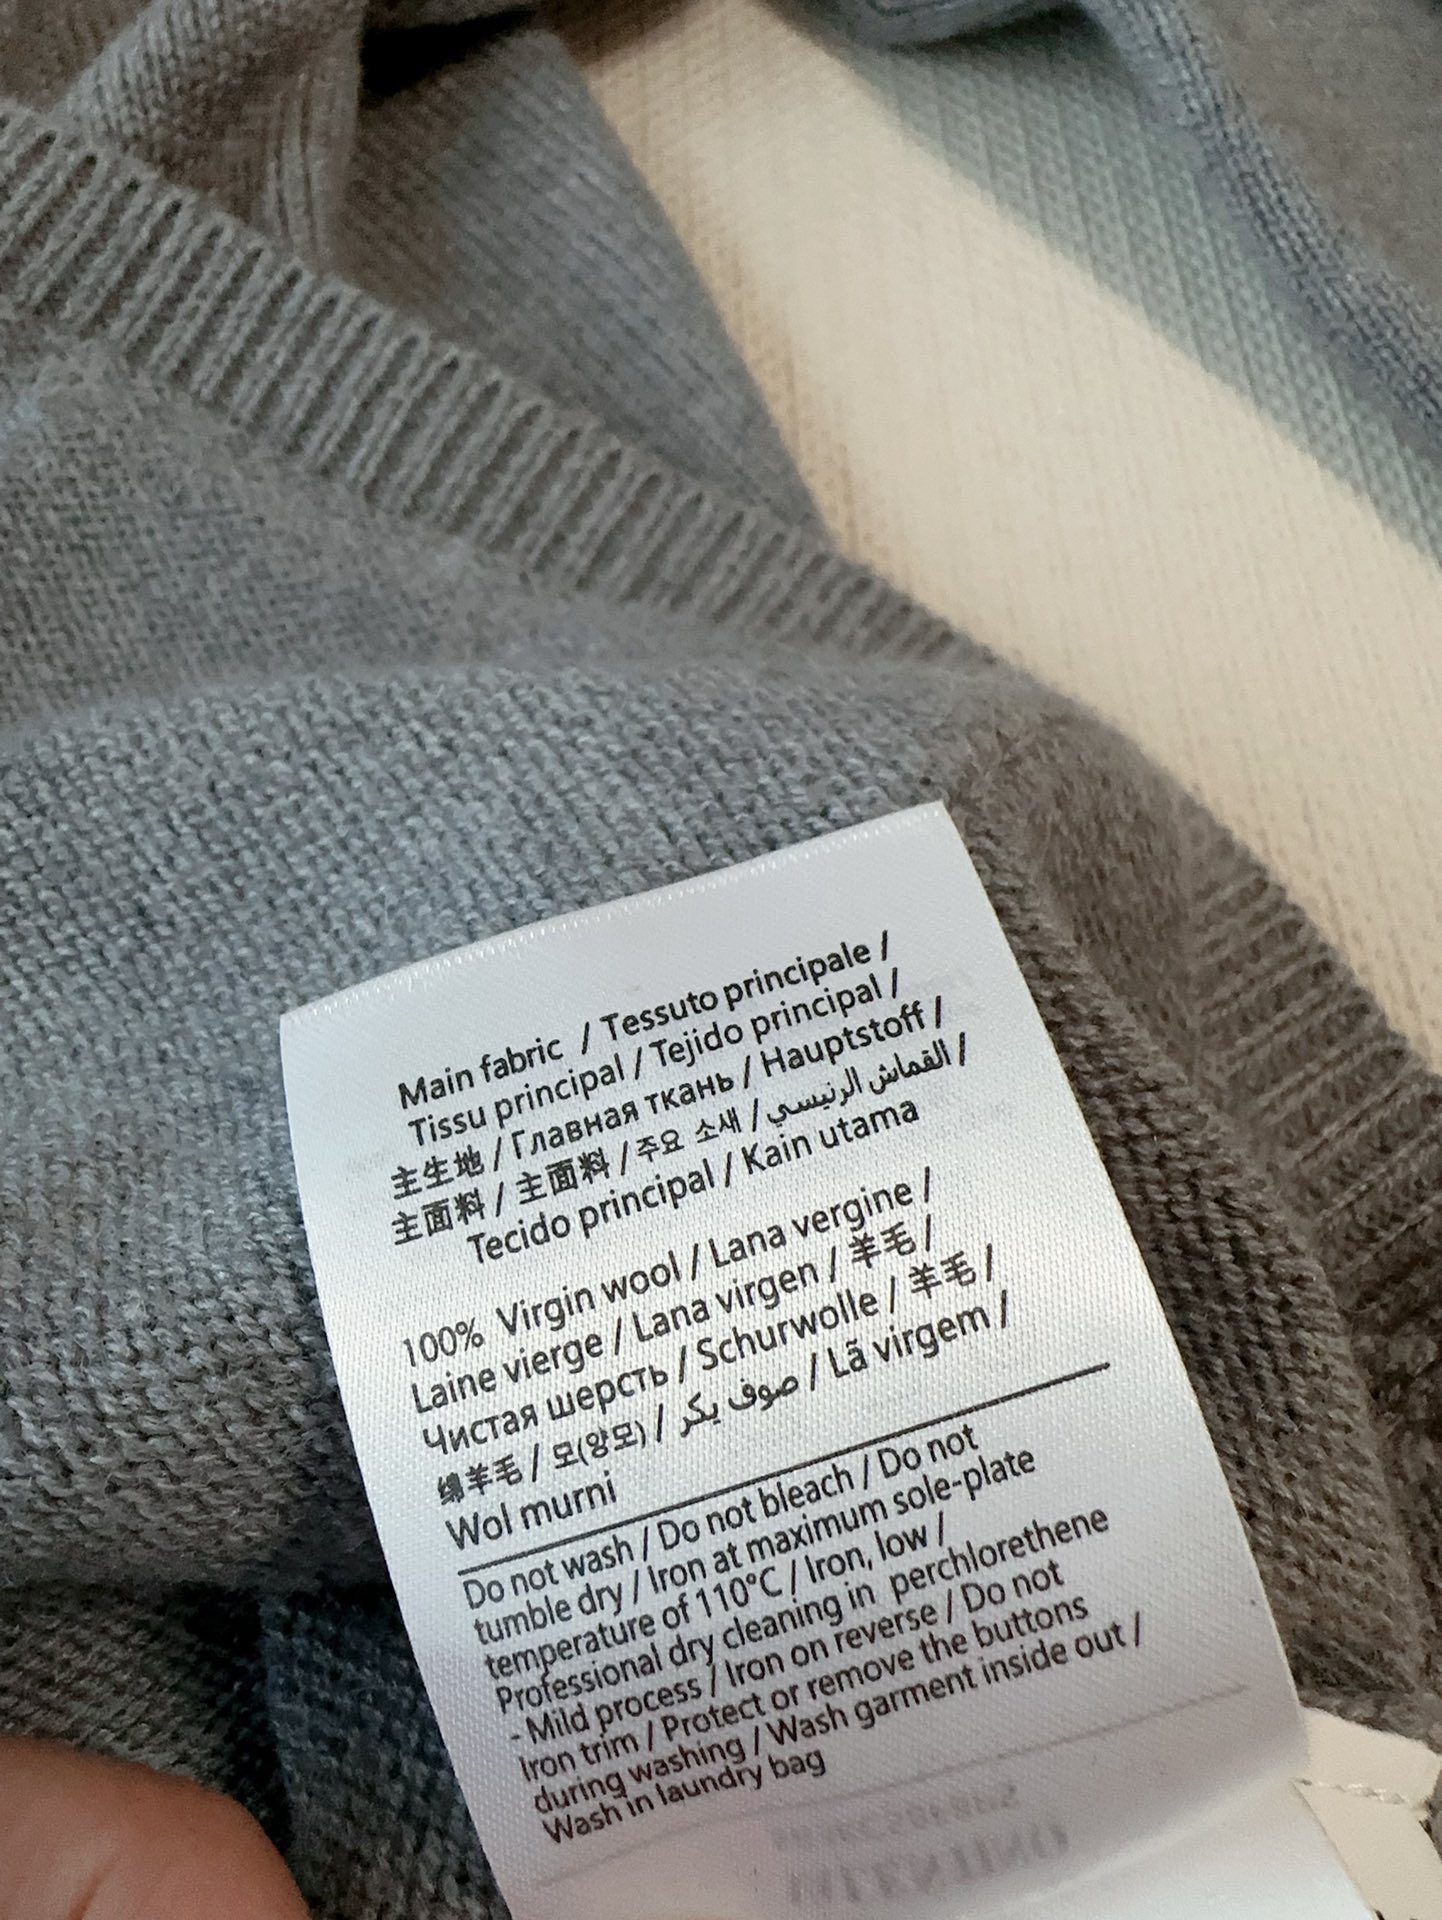 Main fabric / Tessuto principale /
Tissu principal / Tejido principal /
主生地 / Главная ткань / Hauptstoff /
主面料 / 主面料 / 주요 소새 / القماش الرئيسي /
Tecido principal / Kain utama
100% Virgin wool / Lana vergine /
Laine vierge / Lana virgen / 羊毛 /
Чистая шерсть / Schurwolle / 羊毛 /
绵羊毛 / 모(양모) / صوف بكر / Lã virgem /
Wol murni
Do not wash / Do not bleach / Do not
tumble dry / Iron at maximum sole-plate
temperature of 110°C / Iron, low /
Professional dry cleaning in perchlorethene
- Mild process / Iron on reverse / Do not
Iron trim / Protect or remove the buttons
during washing / Wash garment inside out /
Wash in laundry bag